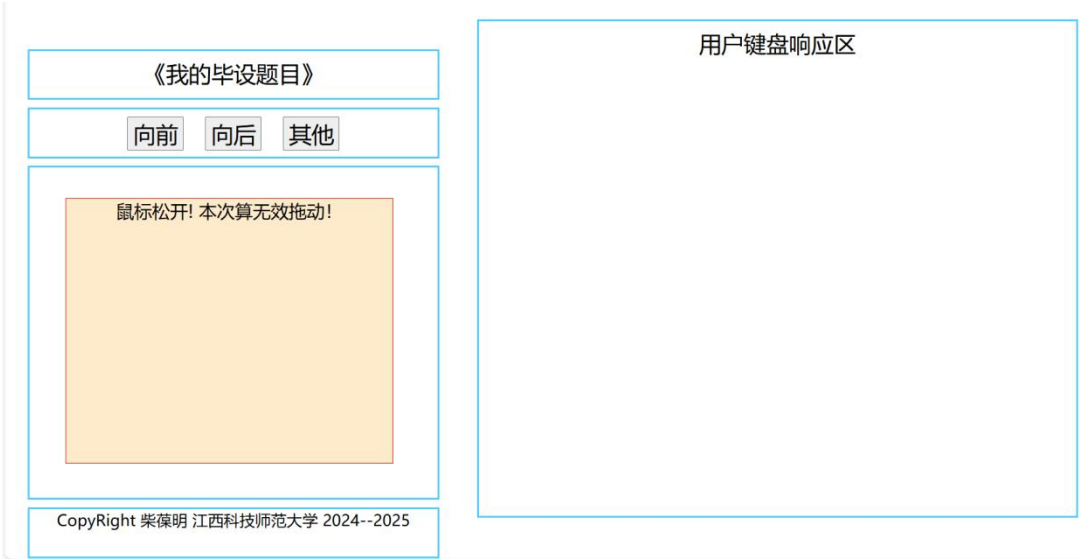 《我的毕设题目》
向前 向后 其他
鼠标松开! 本次算无效拖动!
CopyRight 柴葆明 江西科技师范大学 2024--2025
用户键盘响应区